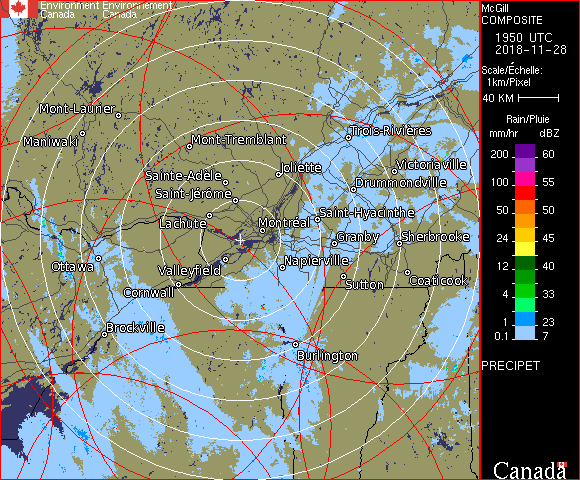 Environment Environnement
Canada Canada
McGill
COMPOSITE
1950 UTC
2018-11-28
Scale/Échelle:
1km/Pixel
40 KM
Rain/Pluie
mm/hr dBZ
200 60
150 57
100 55
50 50
24 45
12 40
4 33
1 23
0.1 7
PRECIPET
Canada
Mont-Laurier
Maniwaki
Mont-Tremblant
Trois-Rivières
Joliette
Victoriaville
Sainte-Adèle
Drummondville
Saint-Jérôme
Lachute
Saint-Hyacinthe
Montréal
Granby
Sherbrooke
Ottawa
Valleyfield
Napierville
Cornwall
Sutton
Coaticook
Brockville
Burlington